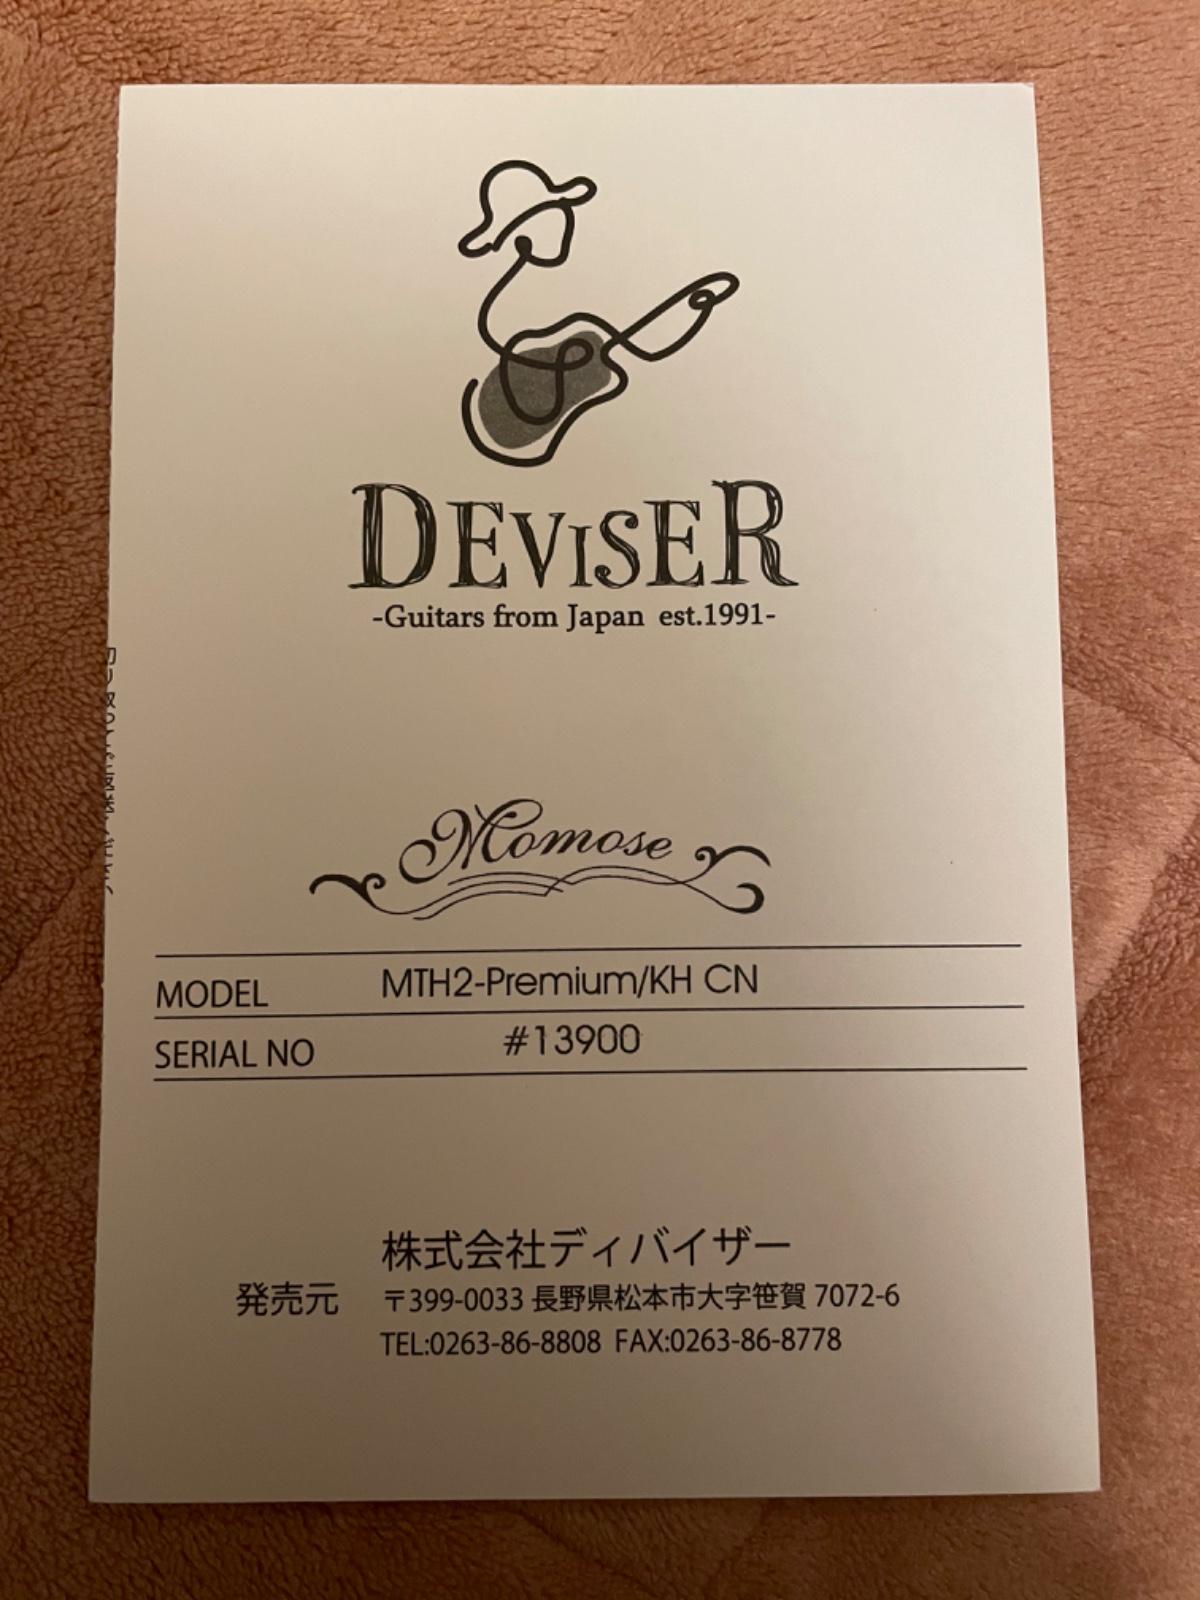 DEVISER
-Guitars from Japan est.1991-
Momose
MODEL MTH2-Premium/KH CN
SERIAL NO #13900
株式会社ディバイザー
発売元 〒399-0033 長野県松本市大字笹賀 7072-6
TEL:0263-86-8808 FAX:0263-86-8778